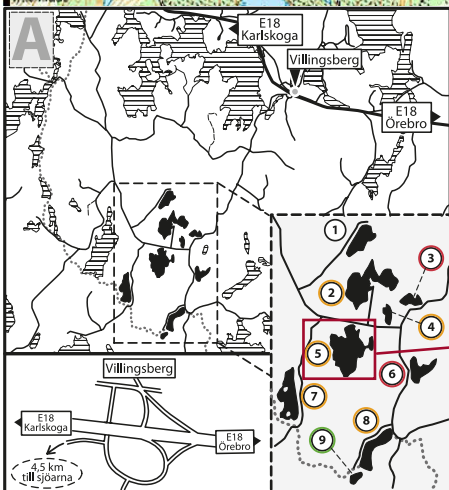 A
E18
Karlskoga
Villingsberg
E18
Örebro
1
2
3
4
5
6
7
8
9
Villingsberg
E18
Karlskoga
E18
Örebro
4,5 km
till sjöarna